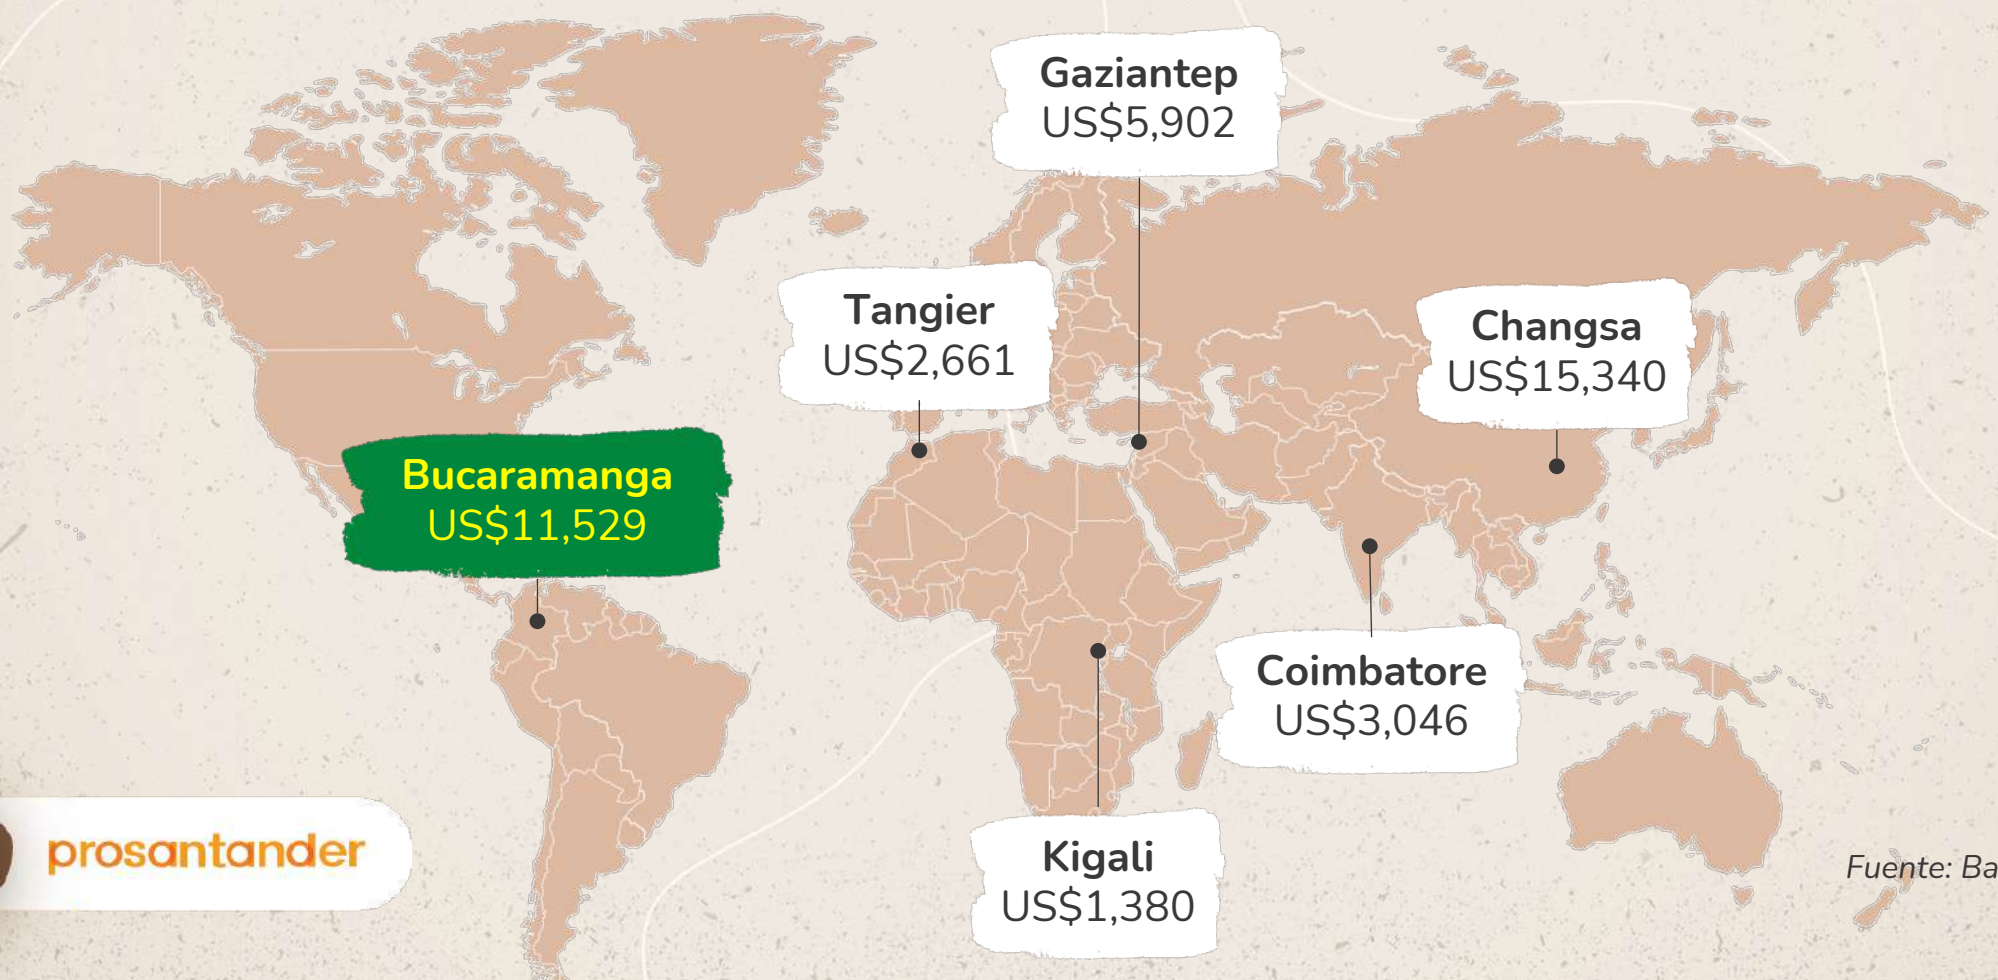 Gaziantep
US$5,902
Tangier
US$2,661
Changsa
US$15,340
Bucaramanga
US$11,529
Coimbatore
US$3,046
Kigali
US$1,380
prosantander
Fuente: